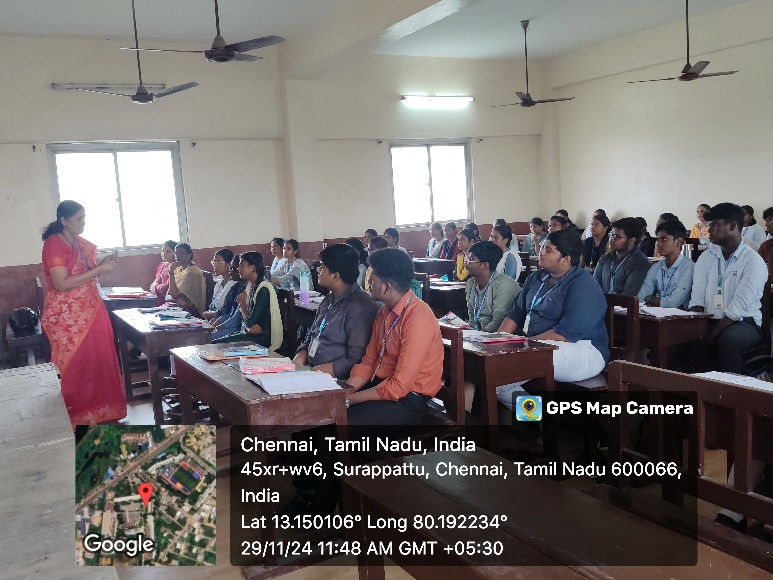 GPS Map Camera
Chennai, Tamil Nadu, India
45xr+wv6, Surappattu, Chennai, Tamil Nadu 600066,
India
Lat 13.150106° Long 80.192234°
29/11/24 11:48 AM GMT +05:30
Google